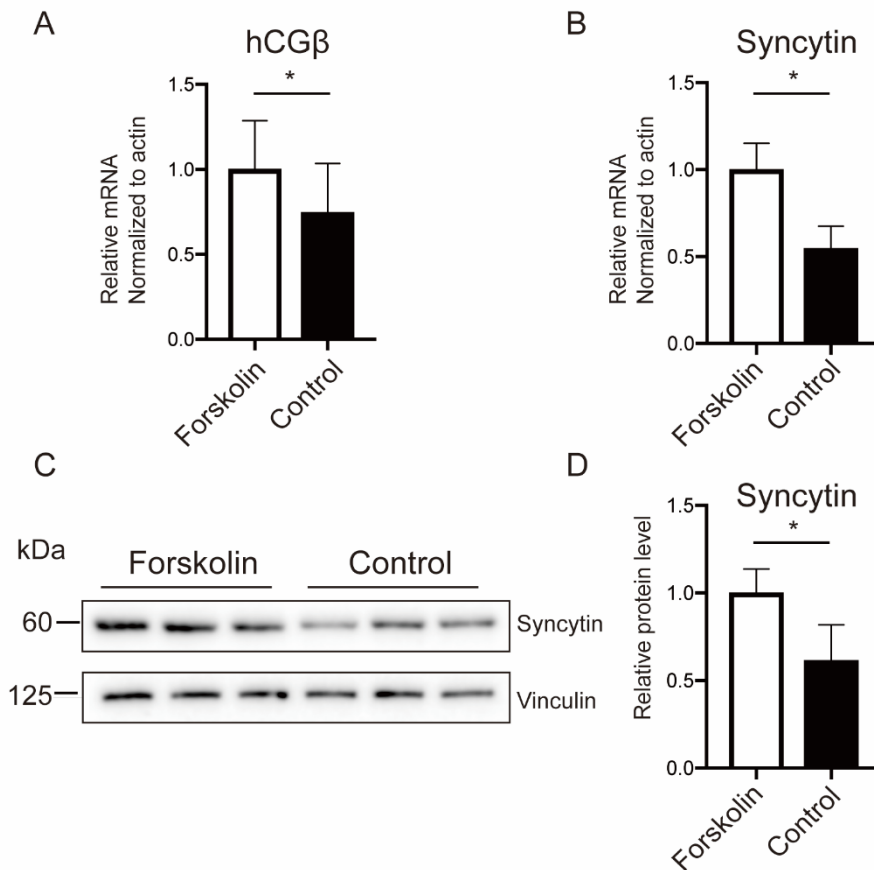 A
hCGβ
1.5
1.0
0.5
0.0
*
Relative mRNA
Normalized to actin
Forskolin
Control
B
Syncytin
1.5
1.0
0.5
0.0
*
Relative mRNA
Normalized to actin
Forskolin
Control
C
kDa
Forskolin
Control
60
Syncytin
125
Vinculin
D
Syncytin
1.5
1.0
0.5
0.0
*
Relative protein level
Forskolin
Control